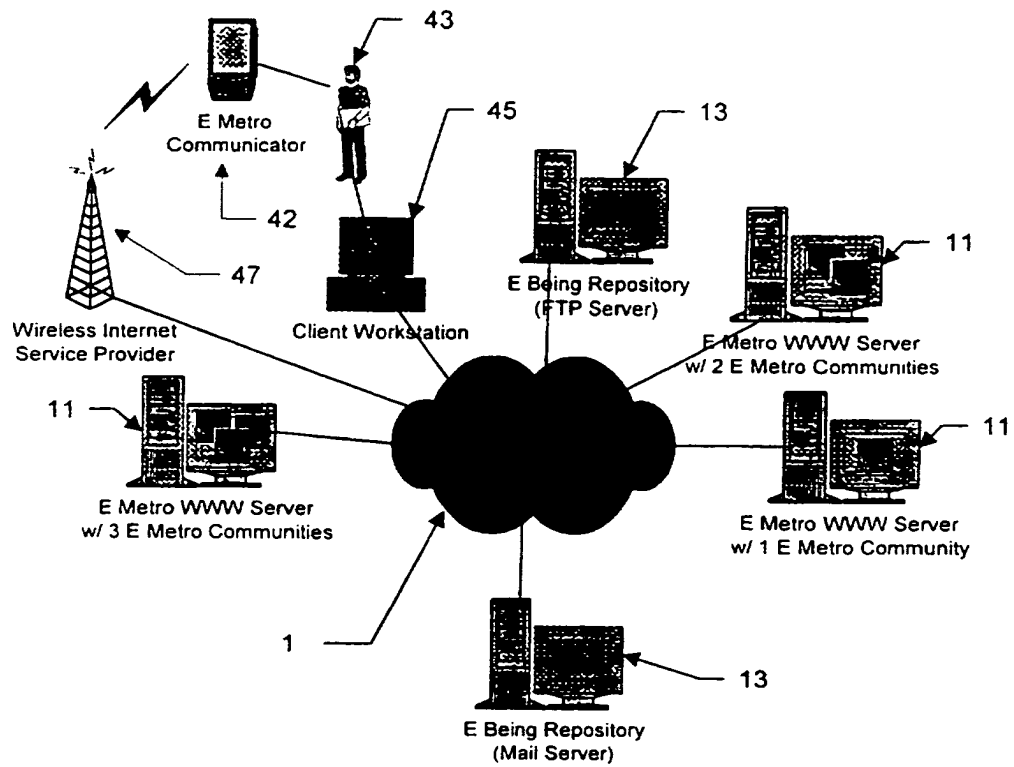 43
E Metro
Communicator
42
45
13
47
Wireless Internet
Service Provider
Client Workstation
E Being Repository
(FTP Server)
11
E Metro WWW Server
w/ 2 E Metro Communities
11
E Metro WWW Server
w/ 3 E Metro Communities
11
E Metro WWW Server
w/ 1 E Metro Community
1
13
E Being Repository
(Mail Server)